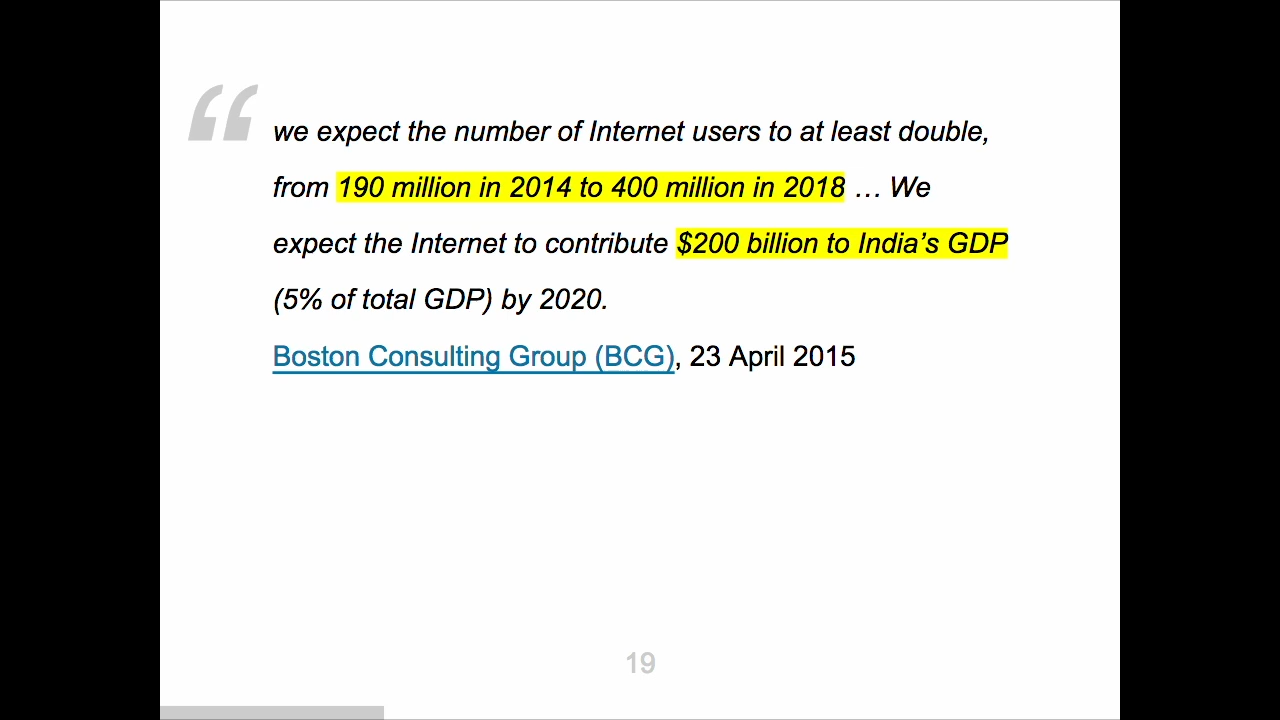 “
we expect the number of Internet users to at least double,
from 190 million in 2014 to 400 million in 2018 … We
expect the Internet to contribute $200 billion to India’s GDP
(5% of total GDP) by 2020.
Boston Consulting Group (BCG), 23 April 2015
19